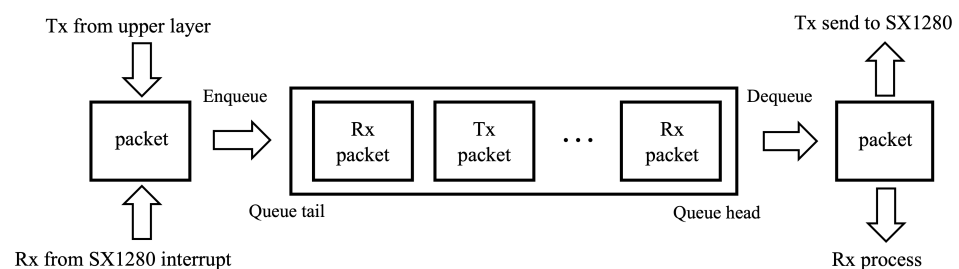 Tx from upper layer
Tx send to SX1280
Enqueue
Dequeue
packet
Rx
packet
Tx
packet
...
Rx
packet
packet
Queue tail
Queue head
Rx from SX1280 interrupt
Rx process